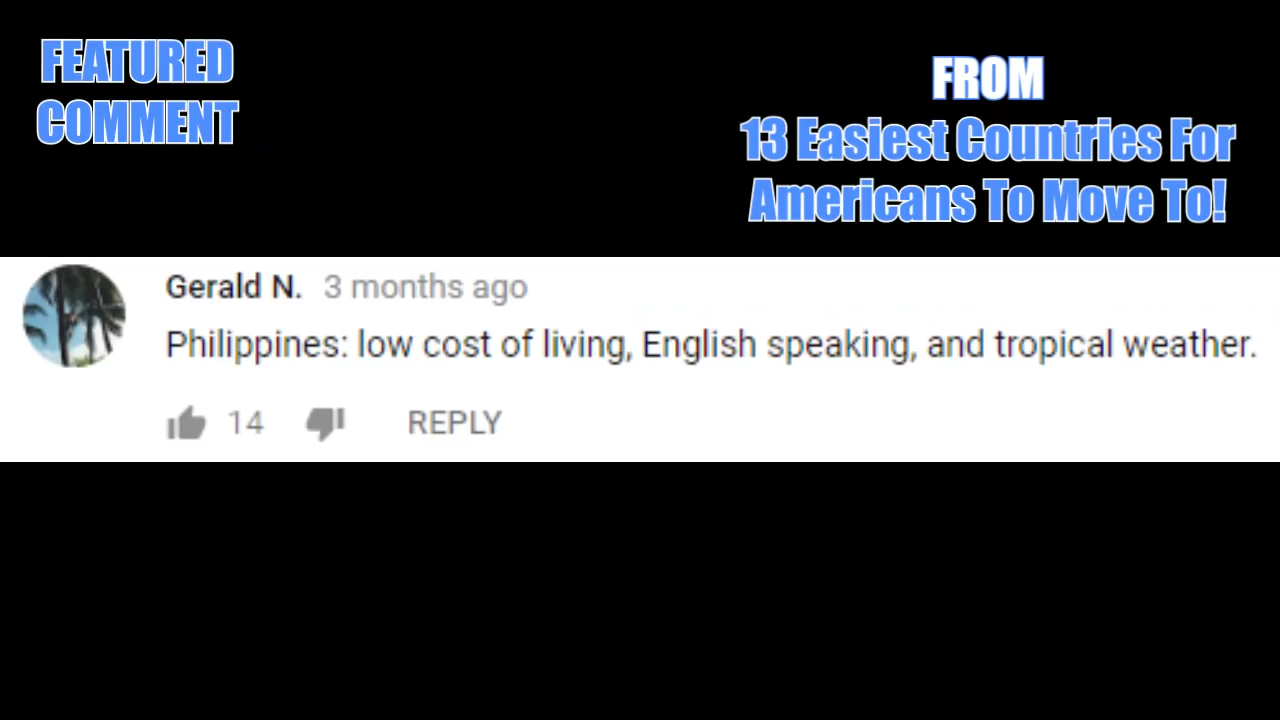 FEATURED
COMMENT
FROM
13 Easiest Countries For
Americans To Move To!
Gerald N. 3 months ago
Philippines: low cost of living, English speaking, and tropical weather.
14 REPLY